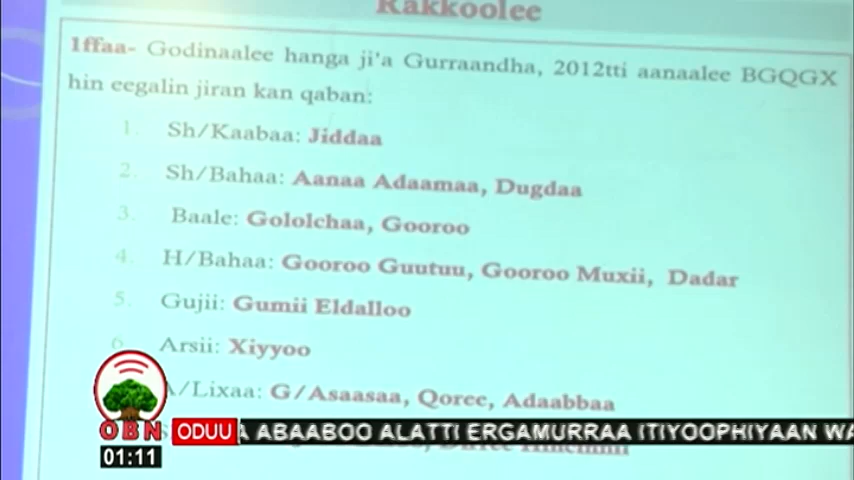 Rakkoolee
1ffaa- Godinaalee hanga ji'a Gurraandha, 2012tti aanaalee BGQGX
hin eegalin jiran kan qaban:
1. Sh/Kaabaa: Jiddaa
2. Sh/Bahaa: Aanaa Adaamaa, Dugdaa
3. Baale: Gololchaa, Gooroo
4. H/Bahaa: Gooroo Guutuu, Gooroo Muxii, Dadar
5. Gujii: Gumii Eldalloo
6. Arsii: Xiyyoo
/Lixaa: G/Asaasaa, Qoree, Adaabbaa
OBN
ODUU A ABAABOO ALATTI ERGAMURRAA ITIYOOPHIYAAN WA
01:11